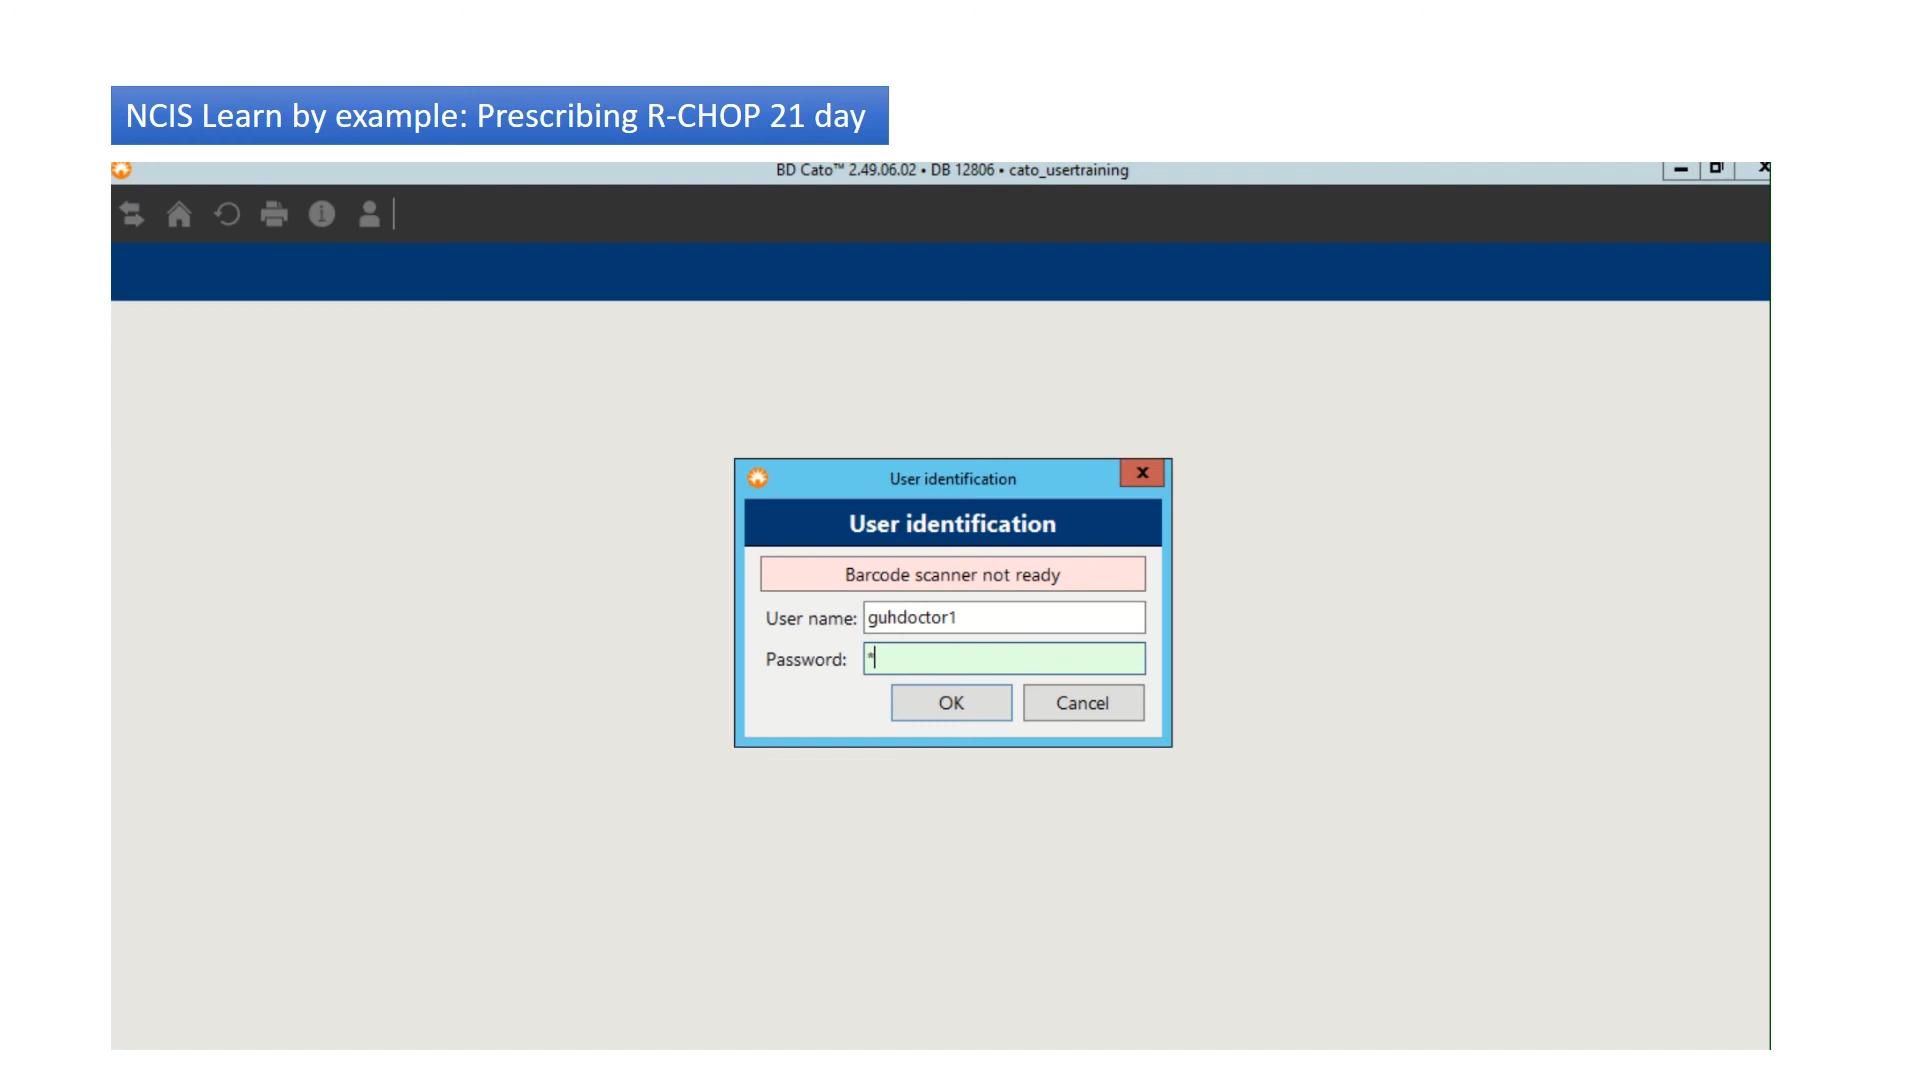 NCIS Learn by example: Prescribing R-CHOP 21 day
BD Cato™ 2.49.06.02 • DB 12806 • cato_usertraining
User identification
User identification
Barcode scanner not ready
User name: guhdoctor1
Password: *
OK Cancel